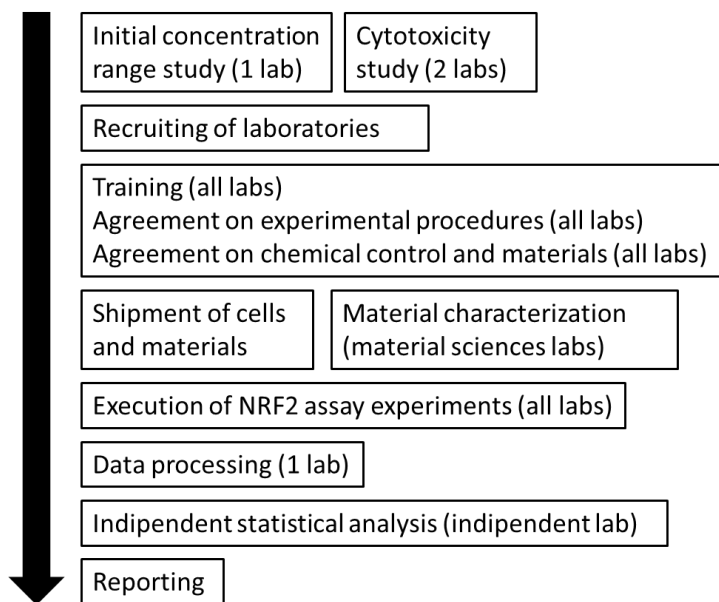 Initial concentration
range study (1 lab)
Cytotoxicity
study (2 labs)
Recruiting of laboratories
Training (all labs)
Agreement on experimental procedures (all labs)
Agreement on chemical control and materials (all labs)
Shipment of cells
and materials
Material characterization
(material sciences labs)
Execution of NRF2 assay experiments (all labs)
Data processing (1 lab)
Indipendent statistical analysis (indipendent lab)
Reporting